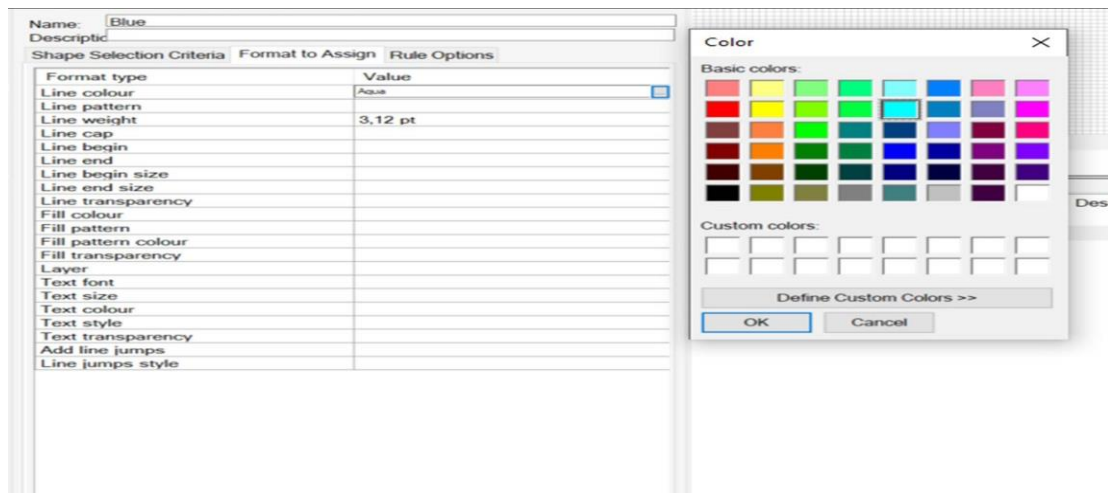 Name: Blue
Descriptic
Shape Selection Criteria Format to Assign Rule Options
Format type Value
Line colour Aqua ...
Line pattern
Line weight 3,12 pt
Line cap
Line begin
Line end
Line begin size
Line end size
Line transparency
Fill colour
Fill pattern
Fill pattern colour
Fill transparency
Layer
Text font
Text size
Text colour
Text style
Text transparency
Add line jumps
Line jumps style
Color
Basic colors:
Custom colors:
Define Custom Colors >>
OK Cancel
Des